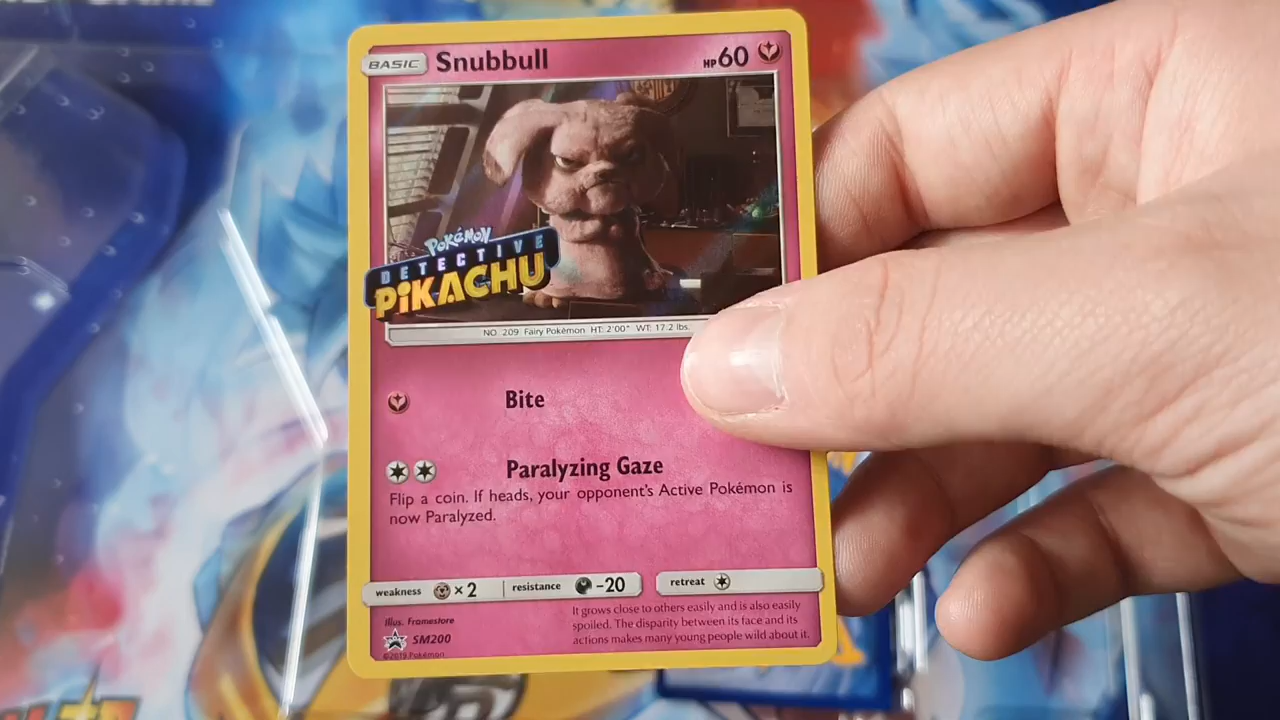 BASIC Snubbull HP60
POKÉMON
DETECTIVE
PIKACHU
NO. 209 Fairy Pokémon HT: 2'00" WT: 17.2 lbs.
Bite
Paralyzing Gaze
Flip a coin. If heads, your opponent's Active Pokémon is
now Paralyzed.
weakness ×2 resistance -20 retreat
Illus. Framestore
SM200
©2019 Pokémon
It grows close to others easily and is also easily
spoiled. The disparity between its face and its
actions makes many young people wild about it.